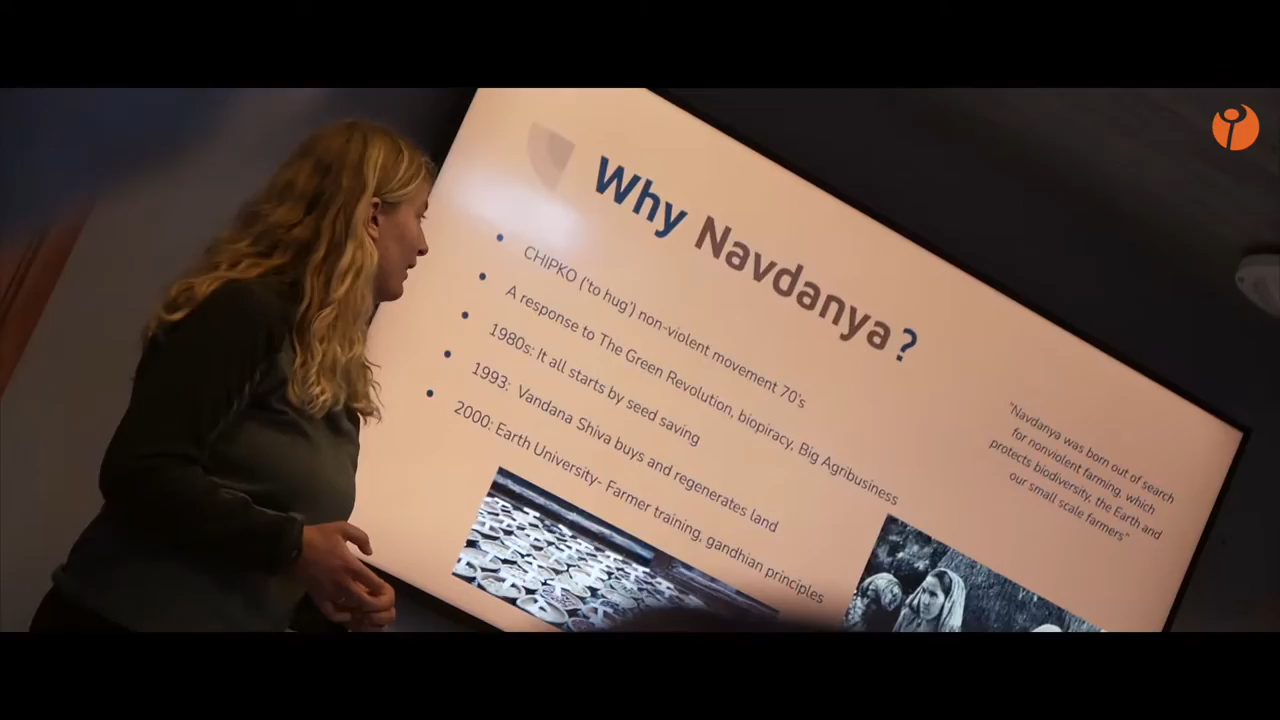 Why Navdanya?
CHIPKO ('to hug') non-violent movement 70's
A response to The Green Revolution, biopiracy, Big Agribusiness
1980s: It all starts by seed saving
1993: Vandana Shiva buys and regenerates land
2000: Earth University- Farmer training, gandhian principles
"Navdanya was born out of search
for nonviolent farming, which
protects biodiversity, the Earth and
our small scale farmers"